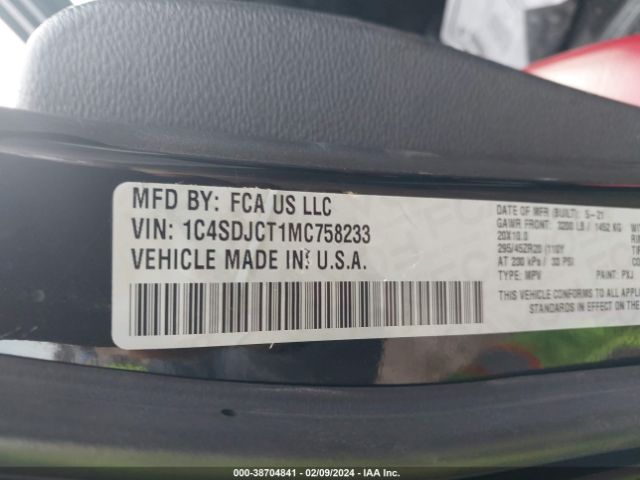 MFD BY: FCA US LLC
VIN: 1C4SDJCT1MC758233
VEHICLE MADE IN: U.S.A.
DATE OF MFR (BUILT): 5-21
GAWR FRONT: 3200 LB / 1452 KG
20X10.0
295/45ZR20 (110Y)
AT 230 kPa / 33 PSI
TYPE: MPV PAINT: PXJ
THIS VEHICLE CONFORMS TO ALL APPL
STANDARDS IN EFFECT ON THE
000-38704841 - 02/09/2024 - IAA Inc.